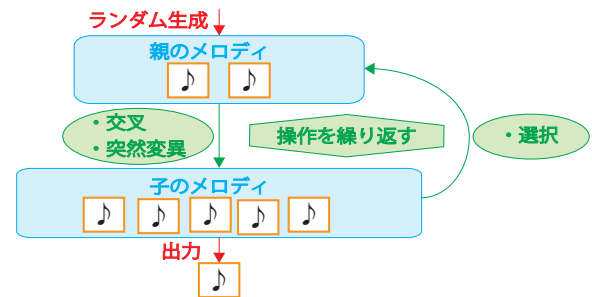 ランダム生成
親のメロディ
・交叉
・突然変異
操作を繰り返す
・選択
子のメロディ
出力